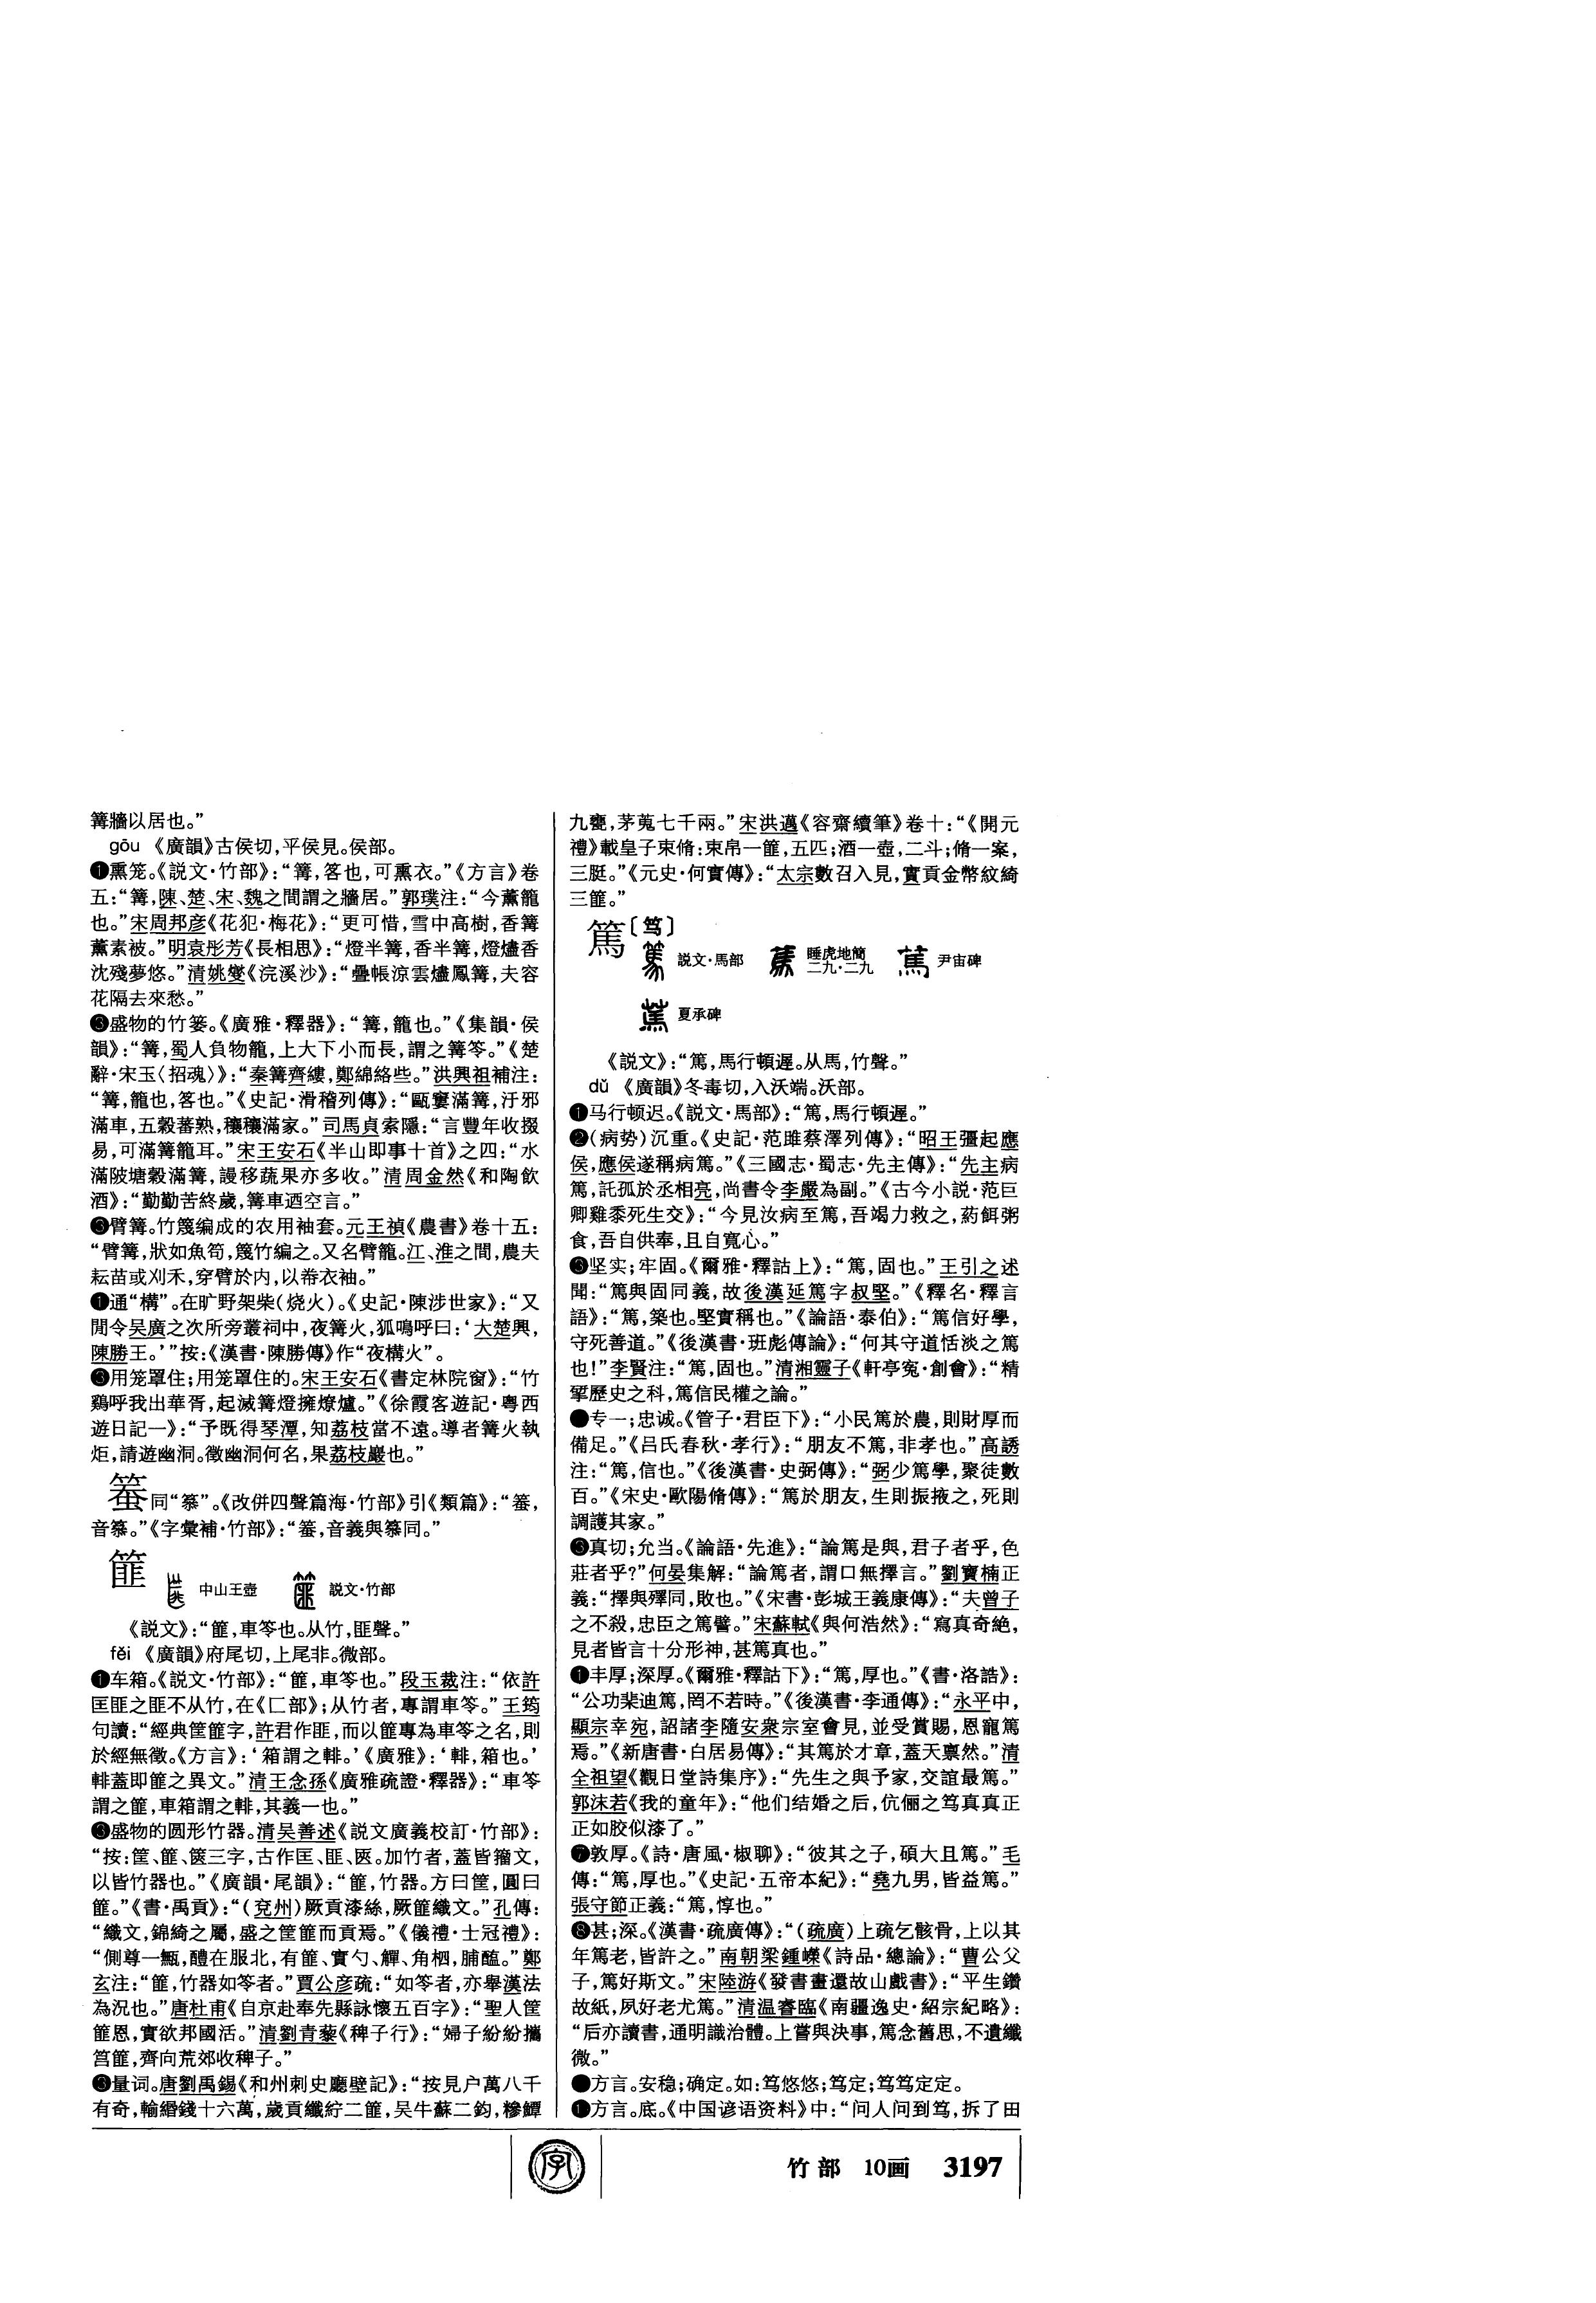 篝牆以居也。”
gōu 《廣韻》古侯切,平侯見。侯部。
❶熏笼。《説文·竹部》:“篝,笿也,可熏衣。”《方言》卷
五:“篝,陳、楚、宋、魏之間謂之牆居。”郭璞注:“今薰籠
也。”宋周邦彦《花犯·梅花》:“更可惜,雪中高樹,香篝
薰素被。”明袁彤芳《長相思》:“燈半篝,香半篝,燈燼香
沈殘夢悠。”清姚燮《浣溪沙》:“疊帳涼雲燼鳳篝,夫容
花隔去來愁。”
❸盛物的竹篓。《廣雅·釋器》:“篝,籠也。”《集韻·侯
韻》:“篝,蜀人負物籠,上大下小而長,謂之篝笭。”《楚
辭·宋玉〈招魂〉》:“秦篝齊縷,鄭綿絡些。”洪興祖補注:
“篝,籠也,笿也。”《史記·滑稽列傳》:“甌窶滿篝,汙邪
滿車,五穀蕃熟,穰穰滿家。”司馬貞索隱:“言豐年收掇
易,可滿篝籠耳。”宋王安石《半山即事十首》之四:“水
滿陂塘穀滿篝,謾移蔬果亦多收。”清周金然《和陶飲
酒》:“勤勤苦終歲,篝車迺空言。”
❸臂篝。竹篾编成的衣用袖套。元王禎《農書》卷十五:
“臂篝,狀如魚笱,篾竹編之。又名臂籠。江、淮之間,農夫
耘苗或刈禾,穿臂於内,以帣衣袖。”
❶通“構”。在旷野架柴(烧火)。《史記·陳涉世家》:“又
閒令吴廣之次所旁叢祠中,夜篝火,狐鳴呼曰:‘大楚興,
陳勝王。’”按:《漢書·陳勝傳》作“夜構火”。
❸用笼罩住;用笼罩住的。宋王安石《書定林院窗》:“竹
鷄呼我出華胥,起滅篝燈擁燎爐。”《徐霞客遊記·粵西
遊日記一》:“予既得琴潭,知荔枝當不遠。導者篝火執
炬,請遊幽洞。徵幽洞何名,果荔枝巖也。”
同“篸”。《改併四聲篇海·竹部》引《類篇》:“
音篸。”《字彙補·竹部》:“ ,音義與篸同。”
篚 中山王壺 説文·竹部
《説文》:“篚,車笭也。从竹,匪聲。”
fěi 《廣韻》府尾切,上尾非。微部。
❶车箱。《説文·竹部》:“篚,車笭也。”段玉裁注:“依許
匡匪之匪不从竹,在《匚部》;从竹者,專謂車笭。”王筠
句讀:“經典筐篚字,許君作匪,而以篚專為車笭之名,則
於經無徵。《方言》:‘箱謂之輫。’《廣雅》:‘輫,箱也。’
輫蓋即篚之異文。”清王念孫《廣雅疏證·釋器》:“車笭
謂之篚,車箱謂之輫,其義一也。”
❸盛物的圆形竹器。清吴善述《説文廣義校訂·竹部》:
“按:筐、篚、篋三字,古作匡、匪、匧。加竹者,蓋皆籀文,
以皆竹器也。”《廣韻·尾韻》:“篚,竹器。方曰筐,圓曰
篚。”《書·禹貢》:“(兗州)厥貢漆絲,厥篚織文。”孔傳:
“織文,錦綺之屬,盛之筐篚而貢焉。”《儀禮·士冠禮》:
“側尊一甒,醴在服北,有篚、實勺、觶、角柶,脯醢。”鄭
玄注:“篚,竹器如笭者。”賈公彦疏:“如笭者,亦舉漢法
為況也。”唐杜甫《自京赴奉先縣詠懷五百字》:“聖人筐
篚恩,實欲邦國活。”清劉青藜《稗子行》:“婦子紛紛攜
筥篚,齊向荒郊收稗子。”
❸量词。唐劉禹錫《和州刺史廳壁記》:“按見户萬八千
有奇,輸緡錢十六萬,歲貢纖紵二篚,吴牛蘇二鈞,糝鱏
九甕,茅蒐七千兩。”宋洪邁《容齋續筆》卷十:“《開元
禮》載皇子束脩:束帛一篚,五匹;酒一壺,二斗;脩一案,
三脡。”《元史·何實傳》:“太宗數召入見,實貢金幣紋綺
三篚。”
篤〔笃〕
説文·馬部 睡虎地簡二九·二九 尹宙碑
夏承碑
《説文》:“篤,馬行頓遲。从馬,竹聲。”
dǔ 《廣韻》冬毒切,入沃端。沃部。
❶马行顿迟。《説文·馬部》:“篤,馬行頓遲。”
❷(病势)沉重。《史記·范雎蔡澤列傳》:“昭王彊起應
侯,應侯遂稱病篤。”《三國志·蜀志·先主傳》:“先主病
篤,託孤於丞相亮,尚書令李嚴為副。”《古今小説·范巨
卿雞黍死生交》:“今見汝病至篤,吾竭力救之,葯餌粥
食,吾自供奉,且自寬心。”
❸坚实;牢固。《爾雅·釋詁上》:“篤,固也。”王引之述
聞:“篤與固同義,故後漢延篤字叔堅。”《釋名·釋言
語》:“篤,築也。堅實稱也。”《論語·泰伯》:“篤信好學,
守死善道。”《後漢書·班彪傳論》:“何其守道恬淡之篤
也!”李賢注:“篤,固也。”清湘靈子《軒亭寃·創會》:“精
揅歷史之科,篤信民權之論。”
●专一;忠诚。《管子·君臣下》:“小民篤於農,則財厚而
備足。”《吕氏春秋·孝行》:“朋友不篤,非孝也。”高誘
注:“篤,信也。”《後漢書·史弼傳》:“弼少篤學,聚徒數
百。”《宋史·歐陽脩傳》:“篤於朋友,生則振掖之,死則
調護其家。”
❸真切;允当。《論語·先進》:“論篤是與,君子者乎,色
莊者乎?”何晏集解:“論篤者,謂口無擇言。”劉寶楠正
義:“擇與殬同,敗也。”《宋書·彭城王義康傳》:“夫曾子
之不殺,忠臣之篤譬。”宋蘇軾《與何浩然》:“寫真奇絶,
見者皆言十分形神,甚篤真也。”
❶丰厚;深厚。《爾雅·釋詁下》:“篤,厚也。”《書·洛誥》:
“公功棐迪篤,罔不若時。”《後漢書·李通傳》:“永平中,
顯宗幸宛,詔諸李隨安衆宗室會見,並受賞賜,恩寵篤
焉。”《新唐書·白居易傳》:“其篤於才章,蓋天禀然。”清
全祖望《觀日堂詩集序》:“先生之與予家,交誼最篤。”
郭沫若《我的童年》:“他们结婚之后,伉俪之笃真真正
正如胶似漆了。”
❼敦厚。《詩·唐風·椒聊》:“彼其之子,碩大且篤。”毛
傳:“篤,厚也。”《史記·五帝本紀》:“堯九男,皆益篤。”
張守節正義:“篤,惇也。”
❽甚;深。《漢書·疏廣傳》:“(疏廣)上疏乞骸骨,上以其
年篤老,皆許之。”南朝梁鍾嶸《詩品·總論》:“曹公父
子,篤好斯文。”宋陸游《發書畫還故山戲書》:“平生鑽
故紙,夙好老尤篤。”清温睿臨《南疆逸史·紹宗紀略》:
“后亦讀書,通明識治體。上嘗與決事,篤念舊思,不遺纖
微。”
●方言。安稳;确定。如:笃悠悠;笃定;笃笃定定。
❶方言。底。《中国谚语资料》中:“问人问到笃,拆了田
竹部 10画 3197